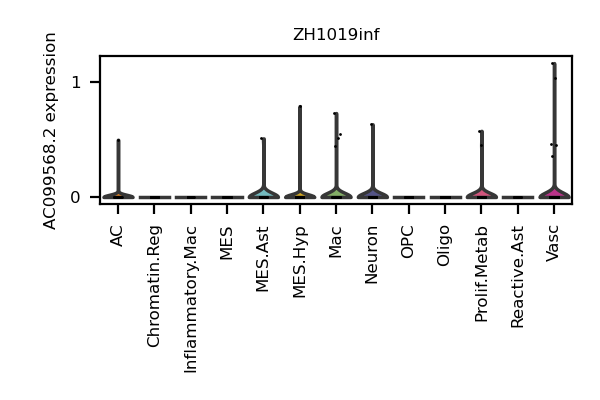 ZH1019inf
AC099568.2 expression
1
0
AC
Chromatin.Reg
Inflammatory.Mac
MES
MES.Ast
MES.Hyp
Mac
Neuron
OPC
Oligo
Prolif.Metab
Reactive.Ast
Vasc